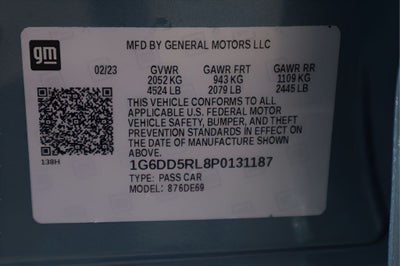 gm
MFD BY GENERAL MOTORS LLC
02/23 GVWR GAWR FRT GAWR RR
2052 KG 943 KG 1109 KG
4524 LB 2079 LB 2445 LB
THIS VEHICLE CONFORMS TO ALL
APPLICABLE U.S. FEDERAL MOTOR
VEHICLE SAFETY, BUMPER, AND THEFT
PREVENTION STANDARDS IN EFFECT ON
THE DATE OF MANUFACTURE SHOWN
ABOVE.
138H
1G6DD5RL8P0131187
TYPE: PASS CAR
MODEL: 876DE69